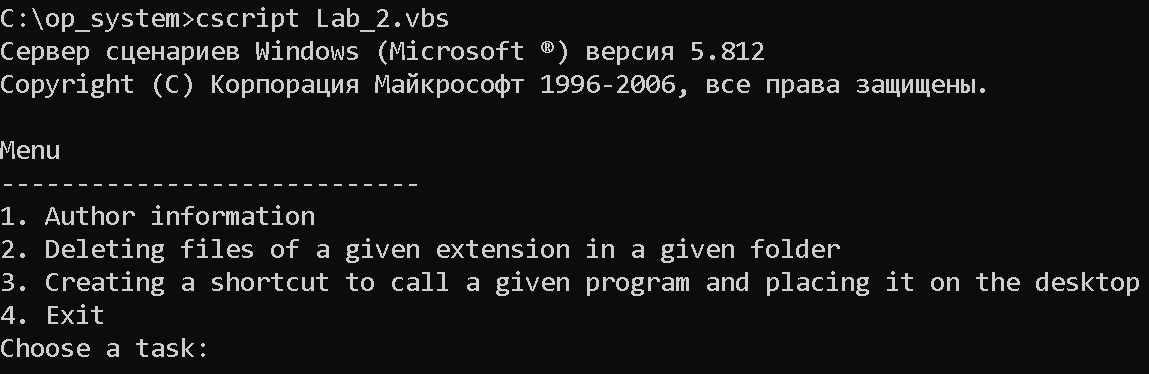 C:\op_system>cscript Lab_2.vbs
Сервер сценариев Windows (Microsoft ®) версия 5.812
Copyright (C) Корпорация Майкрософт 1996-2006, все права защищены.
Menu
----------------------------
1. Author information
2. Deleting files of a given extension in a given folder
3. Creating a shortcut to call a given program and placing it on the desktop
4. Exit
Choose a task: